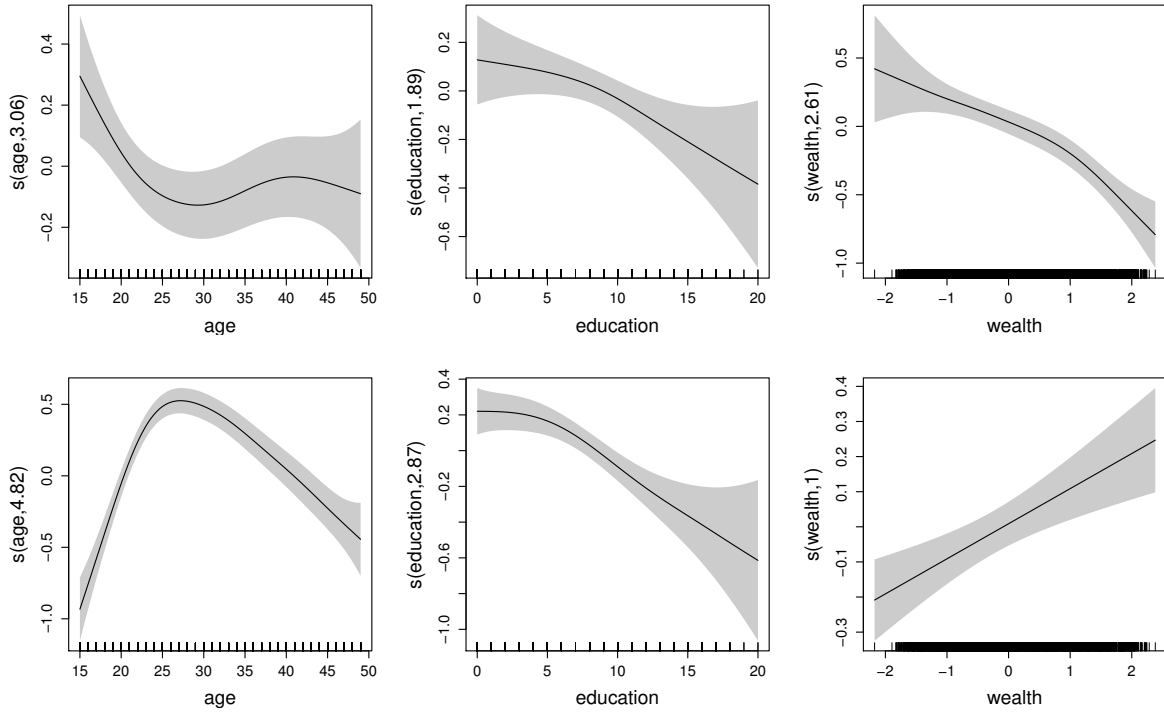 s(age,3.06)
0.4
0.2
0.0
−0.2
15 20 25 30 35 40 45 50
age
s(education,1.89)
0.2
0.0
−0.2
−0.4
−0.6
0 5 10 15 20
education
s(wealth,2.61)
0.5
0.0
−0.5
−1.0
−2 −1 0 1 2
wealth
s(age,4.82)
0.5
0.0
−0.5
−1.0
15 20 25 30 35 40 45 50
age
s(education,2.87)
0.4
0.2
−0.2
−0.6
−1.0
0 5 10 15 20
education
s(wealth,1)
0.4
0.3
0.2
0.1
−0.1
−0.3
−2 −1 0 1 2
wealth